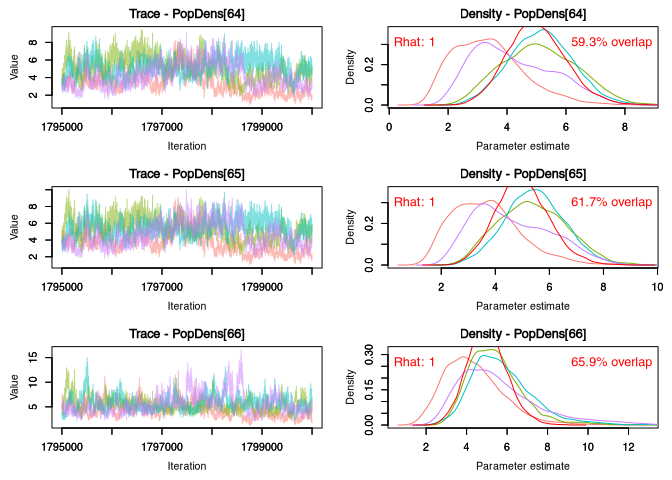 Trace - PopDens[64]
Value
2 4 6 8
1795000 1797000 1799000
Iteration
Density - PopDens[64]
Rhat: 1 59.3% overlap
Density
0.0 0.2
0 2 4 6 8
Parameter estimate
Trace - PopDens[65]
Value
2 4 6 8
1795000 1797000 1799000
Iteration
Density - PopDens[65]
Rhat: 1 61.7% overlap
Density
0.0 0.2
2 4 6 8 10
Parameter estimate
Trace - PopDens[66]
Value
5 10 15
1795000 1797000 1799000
Iteration
Density - PopDens[66]
Rhat: 1 65.9% overlap
Density
0.00 0.15 0.30
2 4 6 8 10 12
Parameter estimate